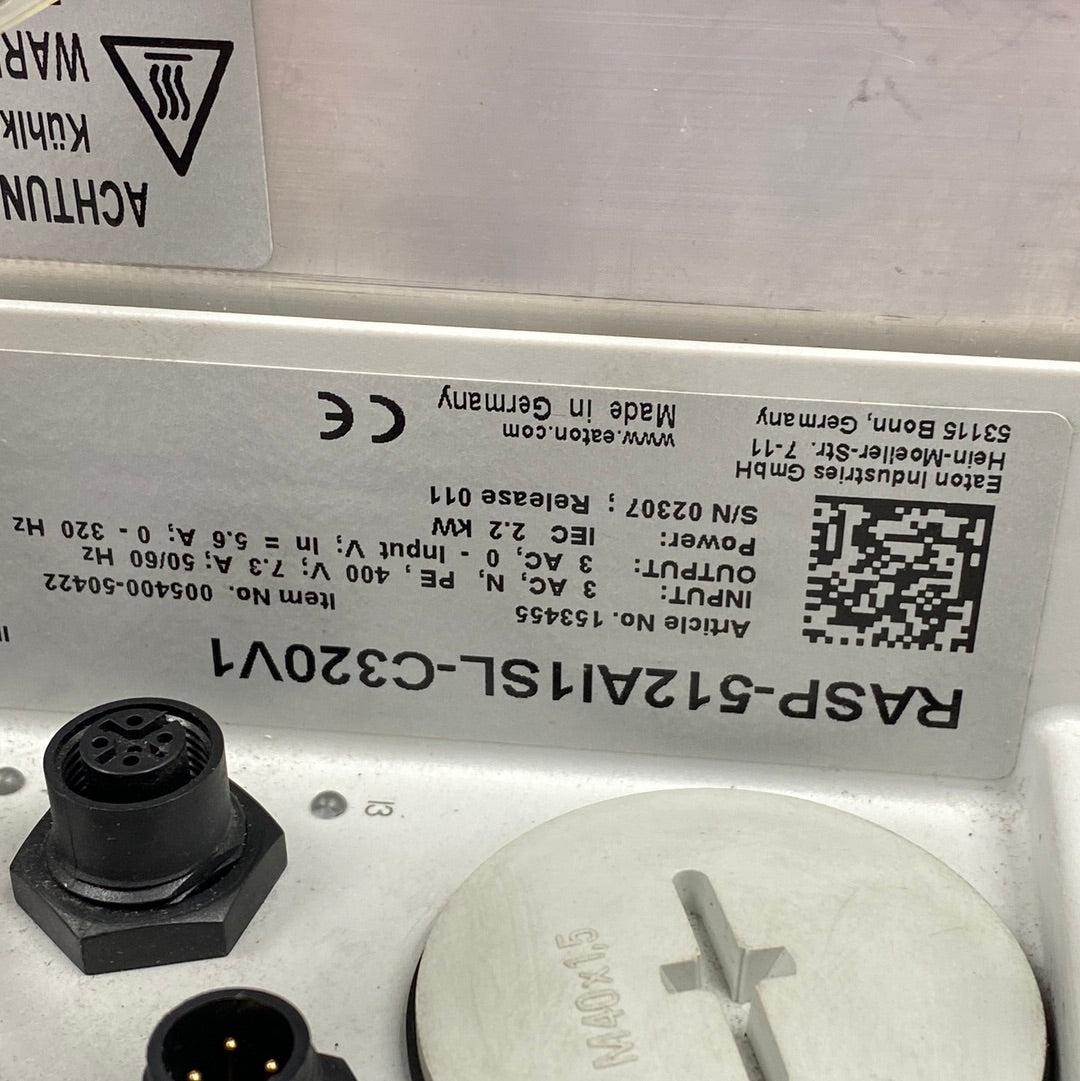 RASP-512AI1SL-C320V1
Article No. 153455 Item No. 005400-50422
INPUT: 3 AC, N, PE, 400 V; 7.3 A; 50/60 Hz
OUTPUT: 3 AC, 0 - Input V; In = 5.6 A; 0 - 320 Hz
Power: IEC 2.2 kW
S/N 02307 ; Release 011
Eaton Industries GmbH
Hein-Moeller-Str. 7-11
53115 Bonn, Germany
www.eaton.com
Made in Germany
CE
ACHTUN
Kühlk
WAR
I3
M40x1,5